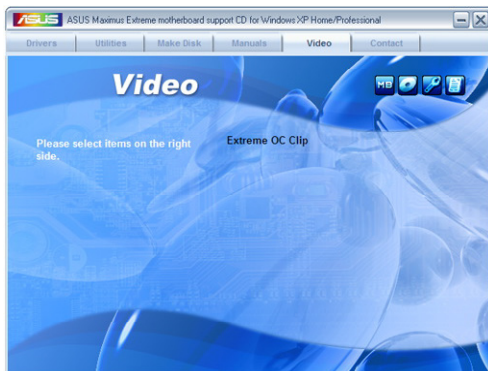 ASUS ASUS Maximus Extreme motherboard support CD for Windows XP Home/Professional
Drivers Utilities Make Disk Manuals Video Contact
Video
MB
Please select items on the right
side.
Extreme OC Clip